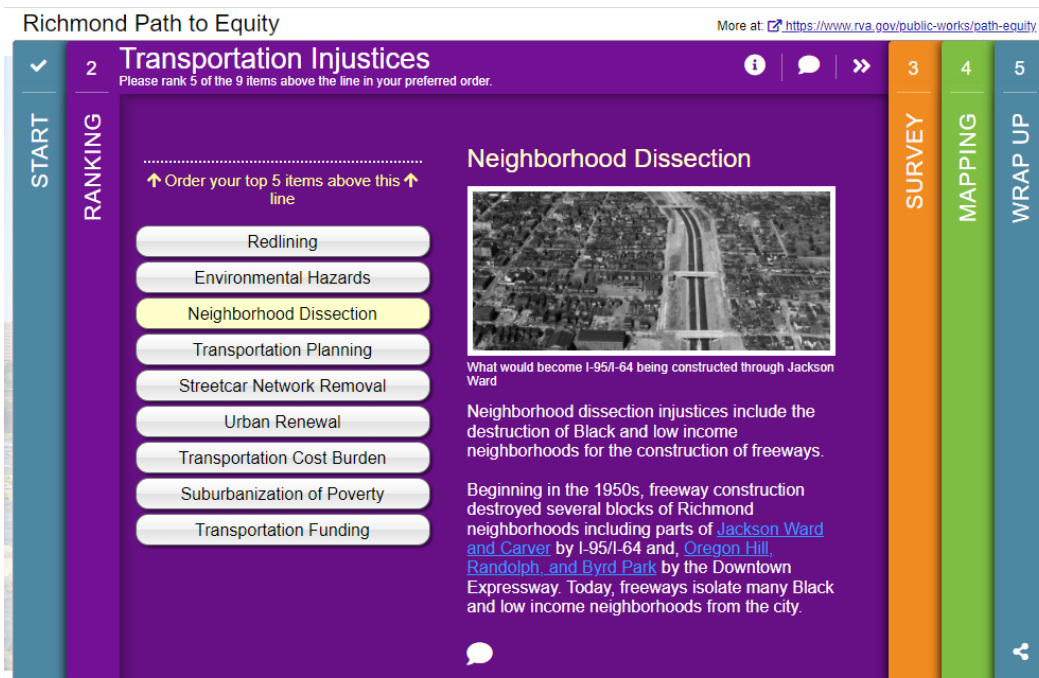 Richmond Path to Equity
More at: https://www.rva.gov/public-works/path-equity
START
2
RANKING
Transportation Injustices
Please rank 5 of the 9 items above the line in your preferred order.
Order your top 5 items above this
line
Redlining
Environmental Hazards
Neighborhood Dissection
Transportation Planning
Streetcar Network Removal
Urban Renewal
Transportation Cost Burden
Suburbanization of Poverty
Transportation Funding
Neighborhood Dissection
What would become I-95/I-64 being constructed through Jackson
Ward
Neighborhood dissection injustices include the
destruction of Black and low income
neighborhoods for the construction of freeways.
Beginning in the 1950s, freeway construction
destroyed several blocks of Richmond
neighborhoods including parts of Jackson Ward
and Carver by I-95/I-64 and, Oregon Hill,
Randolph, and Byrd Park by the Downtown
Expressway. Today, freeways isolate many Black
and low income neighborhoods from the city.
3
SURVEY
4
MAPPING
5
WRAP UP